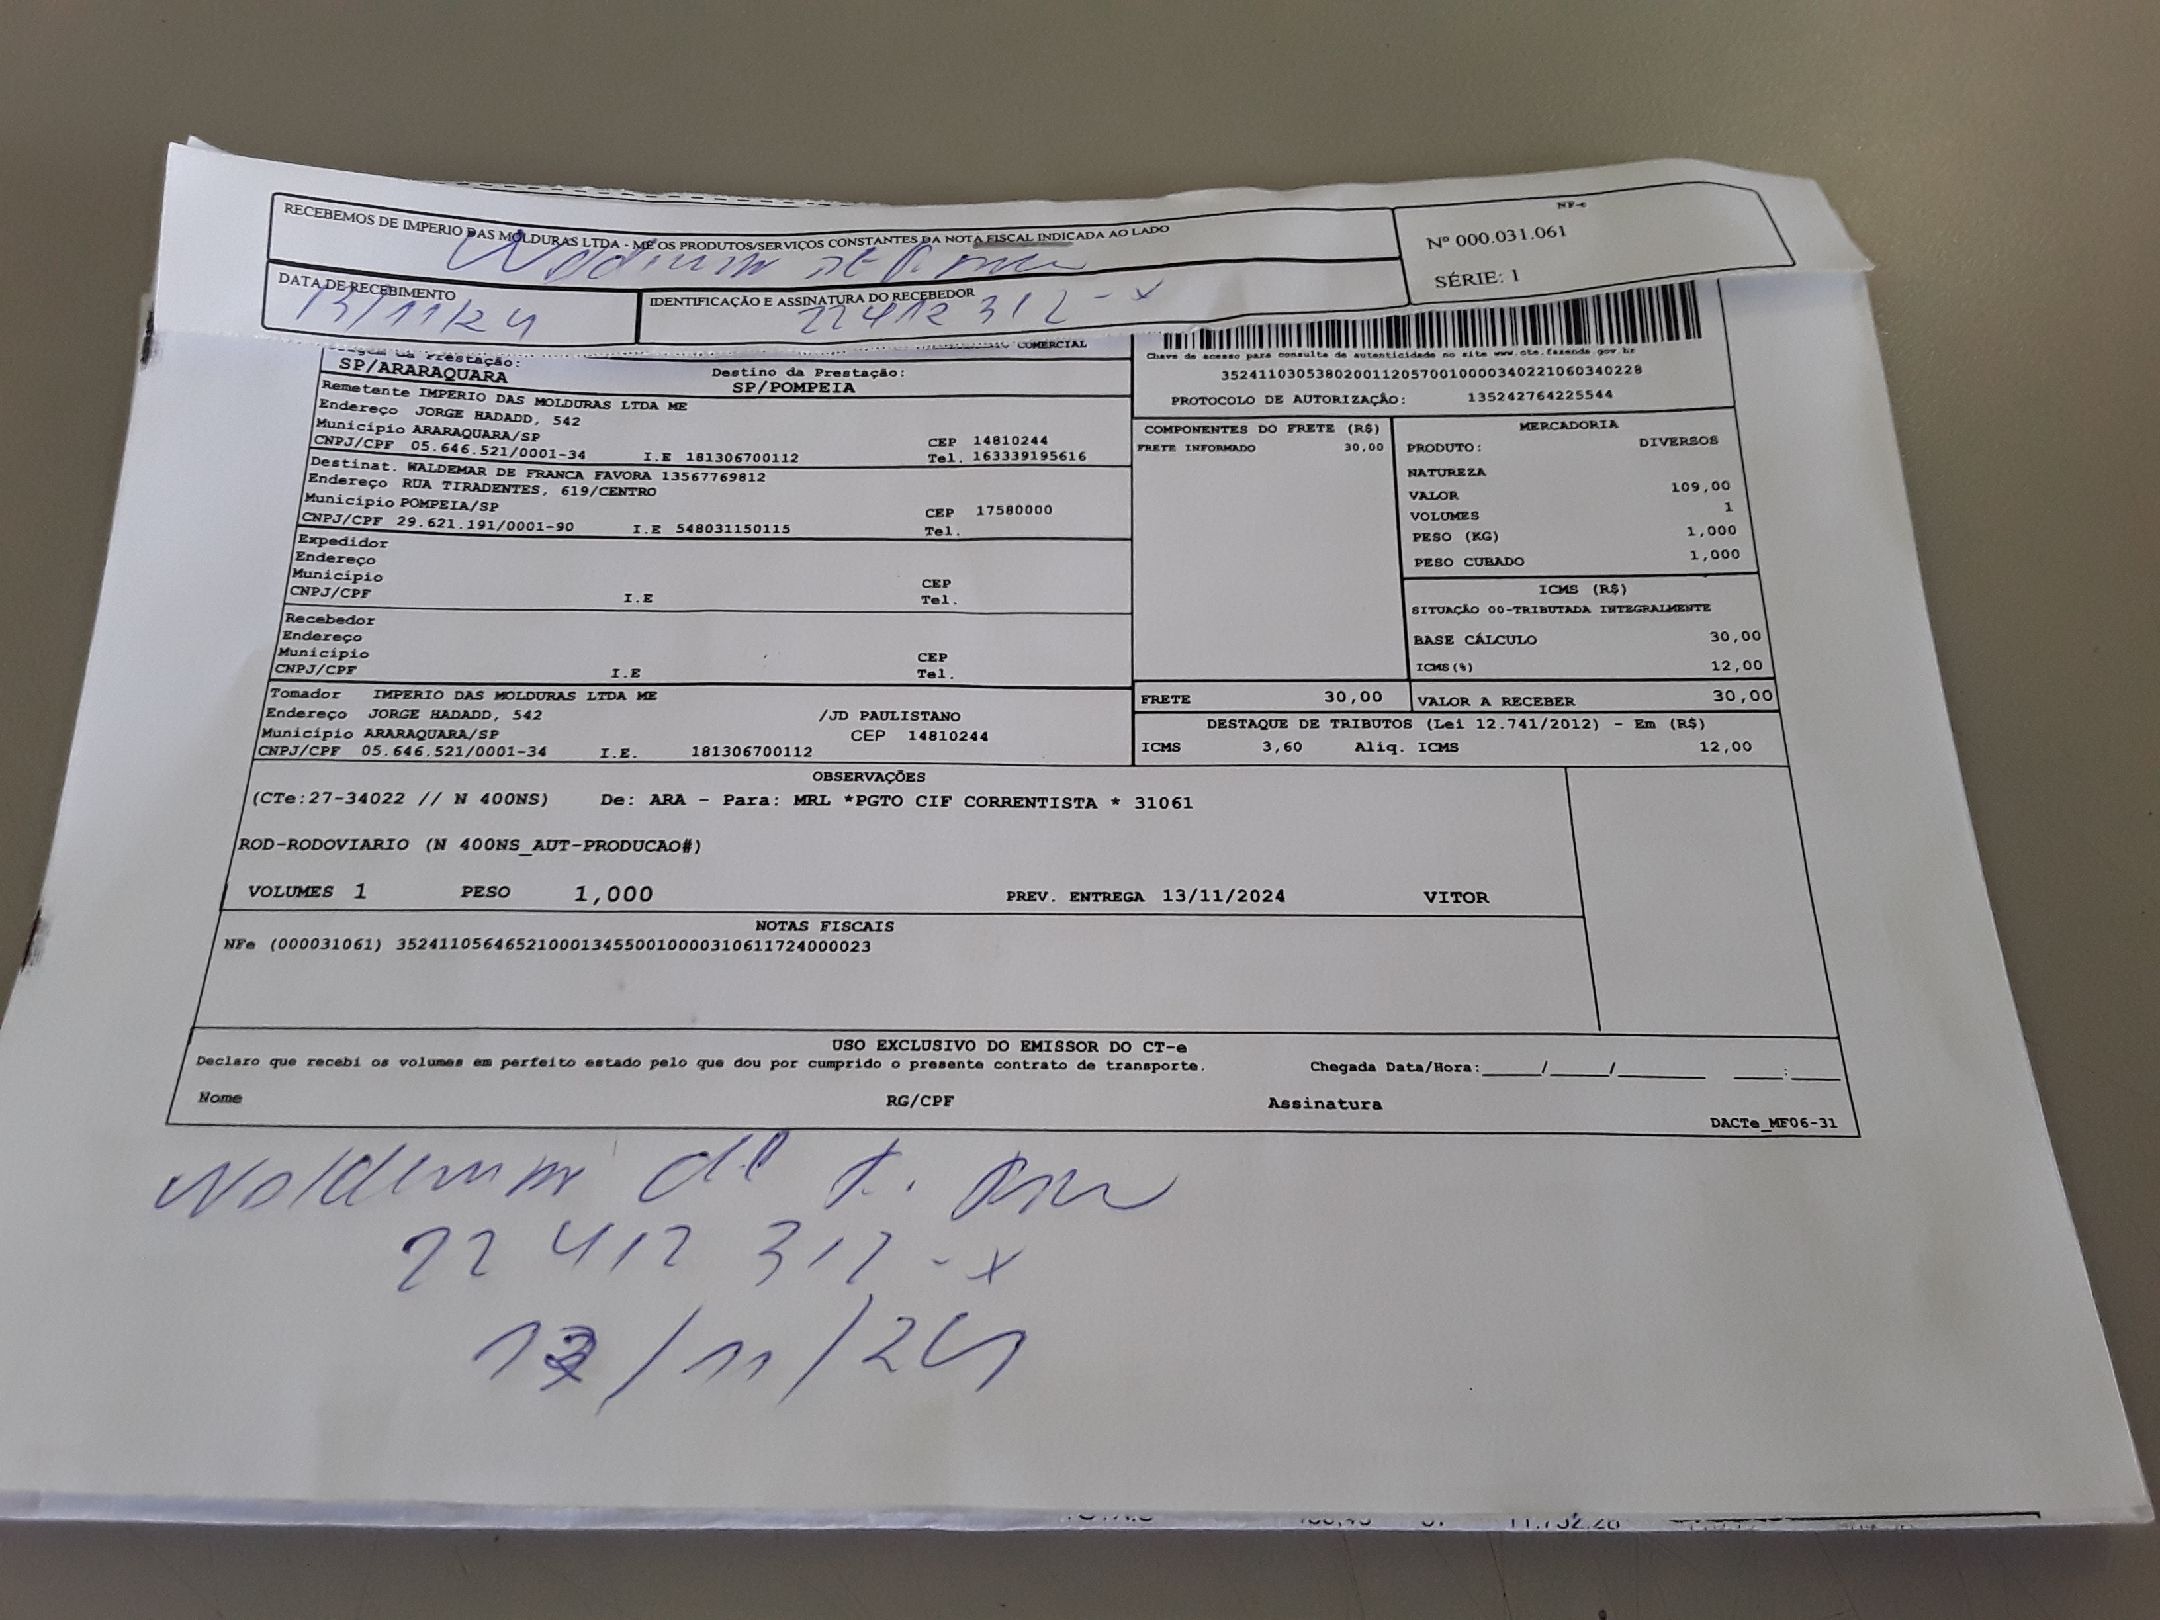 NF-e
RECEBEMOS DE IMPERIO DAS MOLDURAS LTDA - ME OS PRODUTOS/SERVIÇOS CONSTANTES DA NOTA FISCAL INDICADA AO LADO
Nº 000.031.061
SÉRIE: 1
DATA DE RECEBIMENTO
13/11/24
IDENTIFICAÇÃO E ASSINATURA DO RECEBEDOR
22412312-x
COMERCIAL
da Prestação:
SP/ARARAQUARA
Destino da Prestação:
SP/POMPEIA
Chave de acesso para consulta de autenticidade no site www.cte.fazenda.gov.br
35241103053802001120570010000340221060340228
PROTOCOLO DE AUTORIZAÇÃO: 135242764225544
Remetente IMPERIO DAS MOLDURAS LTDA ME
Endereço JORGE HADADD, 542
Município ARARAQUARA/SP CEP 14810244
CNPJ/CPF 05.646.521/0001-34 I.E 181306700112 Tel. 163339195616
Destinat. WALDEMAR DE FRANCA FAVORA 13567769812
Endereço RUA TIRADENTES, 619/CENTRO
Município POMPEIA/SP CEP 17580000
CNPJ/CPF 29.621.191/0001-90 I.E 548031150115 Tel.
Expedidor
Endereço
Município CEP
CNPJ/CPF I.E Tel.
Recebedor
Endereço
Município CEP
CNPJ/CPF I.E Tel.
Tomador IMPERIO DAS MOLDURAS LTDA ME
Endereço JORGE HADADD, 542 /JD PAULISTANO
Município ARARAQUARA/SP CEP 14810244
CNPJ/CPF 05.646.521/0001-34 I.E. 181306700112
COMPONENTES DO FRETE (R$)
FRETE INFORMADO 30,00
MERCADORIA
PRODUTO: DIVERSOS
NATUREZA
VALOR 109,00
VOLUMES 1
PESO (KG) 1,000
PESO CUBADO 1,000
ICMS (R$)
SITUAÇÃO 00-TRIBUTADA INTEGRALMENTE
BASE CÁLCULO 30,00
ICMS(%) 12,00
FRETE 30,00 VALOR A RECEBER 30,00
DESTAQUE DE TRIBUTOS (Lei 12.741/2012) - Em (R$)
ICMS 3,60 Aliq. ICMS 12,00
OBSERVAÇÕES
(CTe:27-34022 // N 400NS) De: ARA - Para: MRL *PGTO CIF CORRENTISTA * 31061
ROD-RODOVIARIO (N 400NS_AUT-PRODUCAO#)
VOLUMES 1 PESO 1,000 PREV. ENTREGA 13/11/2024 VITOR
NOTAS FISCAIS
NFe (000031061) 35241105646521000134550010000310611724000023
USO EXCLUSIVO DO EMISSOR DO CT-e
Declaro que recebi os volumes em perfeito estado pelo que dou por cumprido o presente contrato de transporte. Chegada Data/Hora:_____/_____/_______ ____:____
Nome RG/CPF Assinatura
DACTe_MF06-31
22 412 312-x
13/11/24